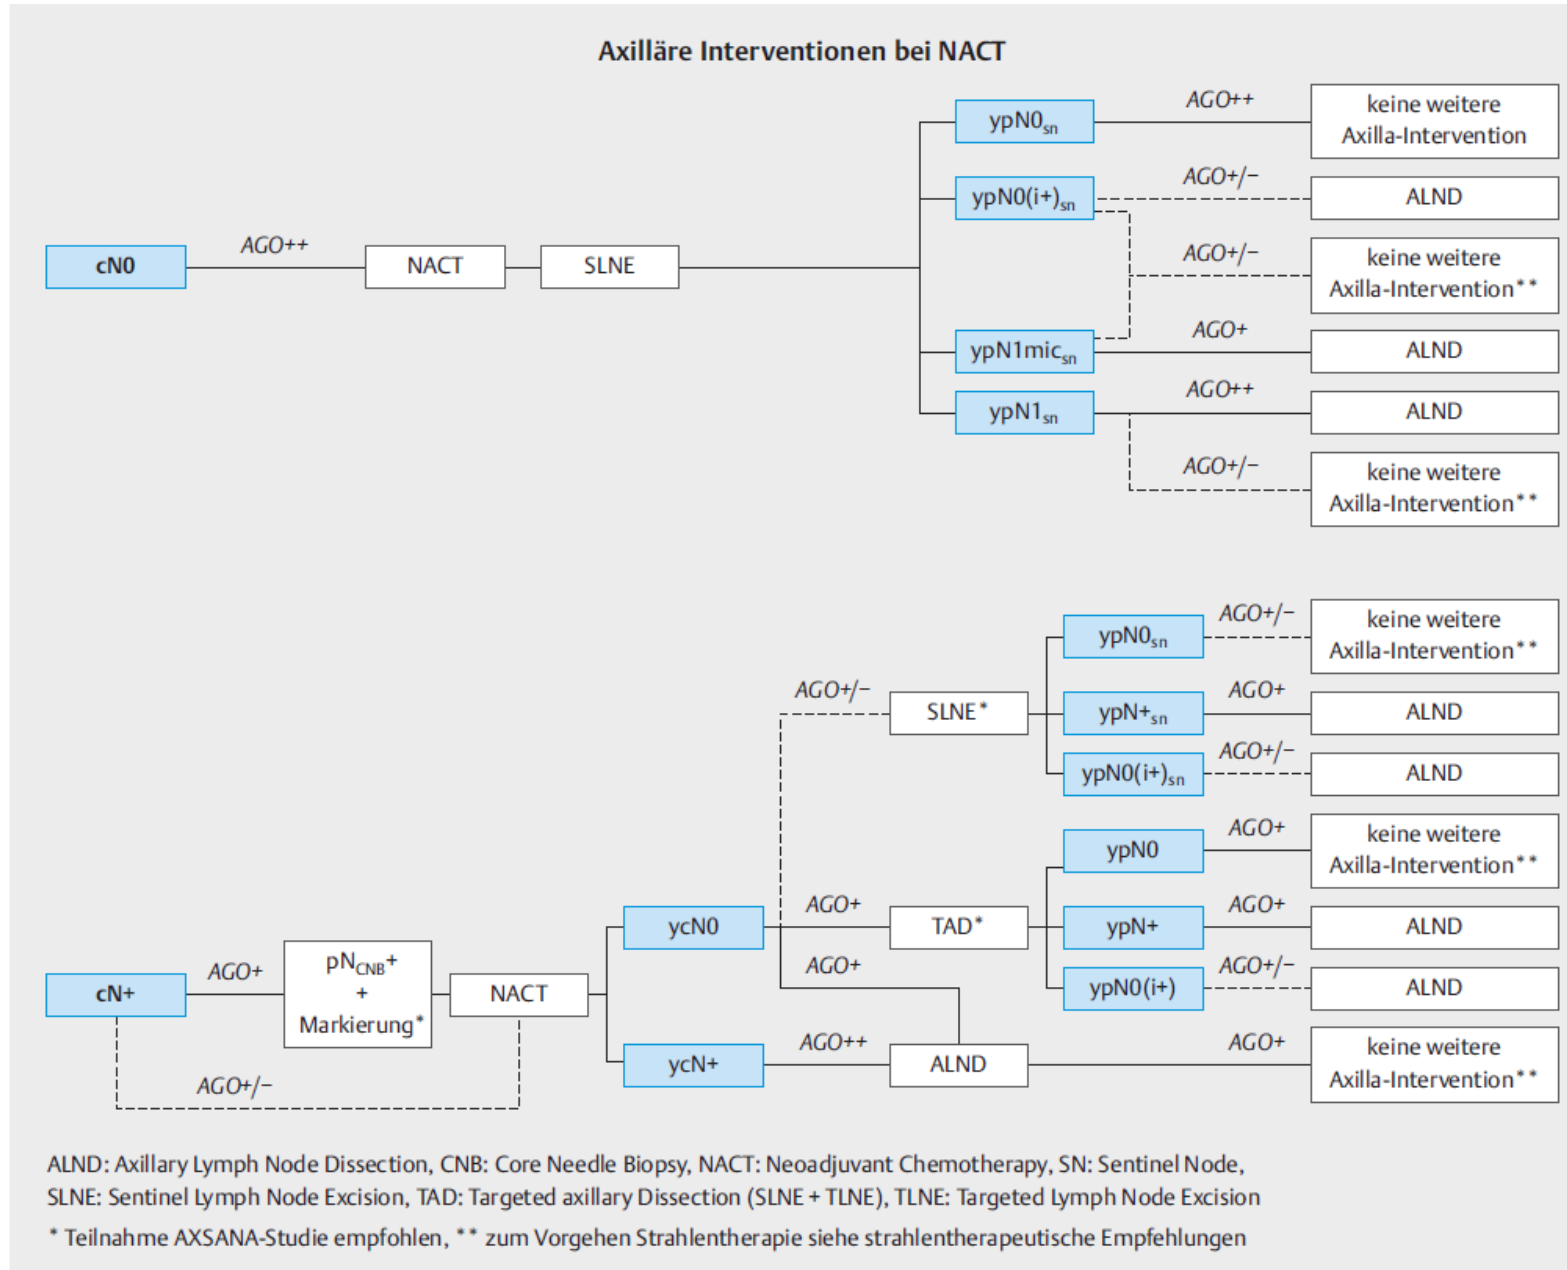 Axilläre Interventionen bei NACT
cN0
AGO++
NACT
SLNE
ypN0sn
AGO++
keine weitere
Axilla-Intervention
ypN0(i+)sn
AGO+/−
ALND
AGO+/−
keine weitere
Axilla-Intervention**
ypN1micsn
AGO+
ALND
ypN1sn
AGO++
ALND
AGO+/−
keine weitere
Axilla-Intervention**
cN+
AGO+
pNCNB+
+
Markierung*
NACT
AGO+/−
ycN0
AGO+/−
SLNE*
ypN0sn
AGO+/−
keine weitere
Axilla-Intervention**
ypN+sn
AGO+
ALND
ypN0(i+)sn
AGO+/−
ALND
AGO+
TAD*
ypN0
AGO+
keine weitere
Axilla-Intervention**
ypN+
AGO+
ALND
ypN0(i+)
AGO+/−
ALND
AGO+
ycN+
AGO++
ALND
AGO+
keine weitere
Axilla-Intervention**
ALND: Axillary Lymph Node Dissection, CNB: Core Needle Biopsy, NACT: Neoadjuvant Chemotherapy, SN: Sentinel Node,
SLNE: Sentinel Lymph Node Excision, TAD: Targeted axillary Dissection (SLNE + TLNE), TLNE: Targeted Lymph Node Excision
* Teilnahme AXSANA-Studie empfohlen, ** zum Vorgehen Strahlentherapie siehe strahlentherapeutische Empfehlungen